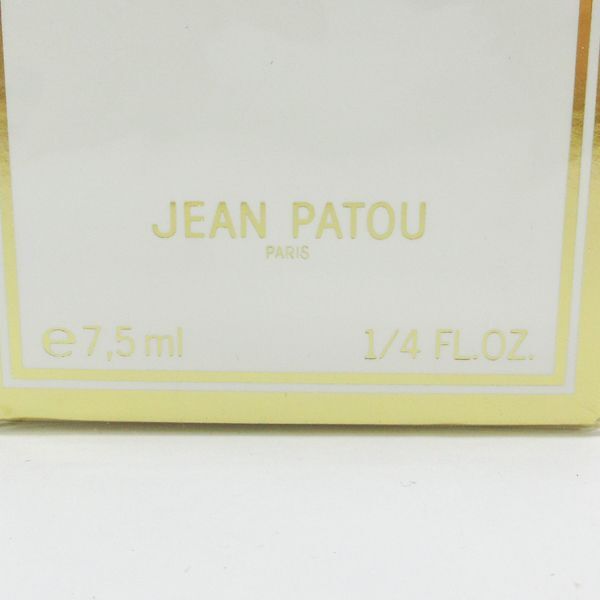 JEAN PATOU
PARIS
℮7,5 ml 1/4 FL.OZ.